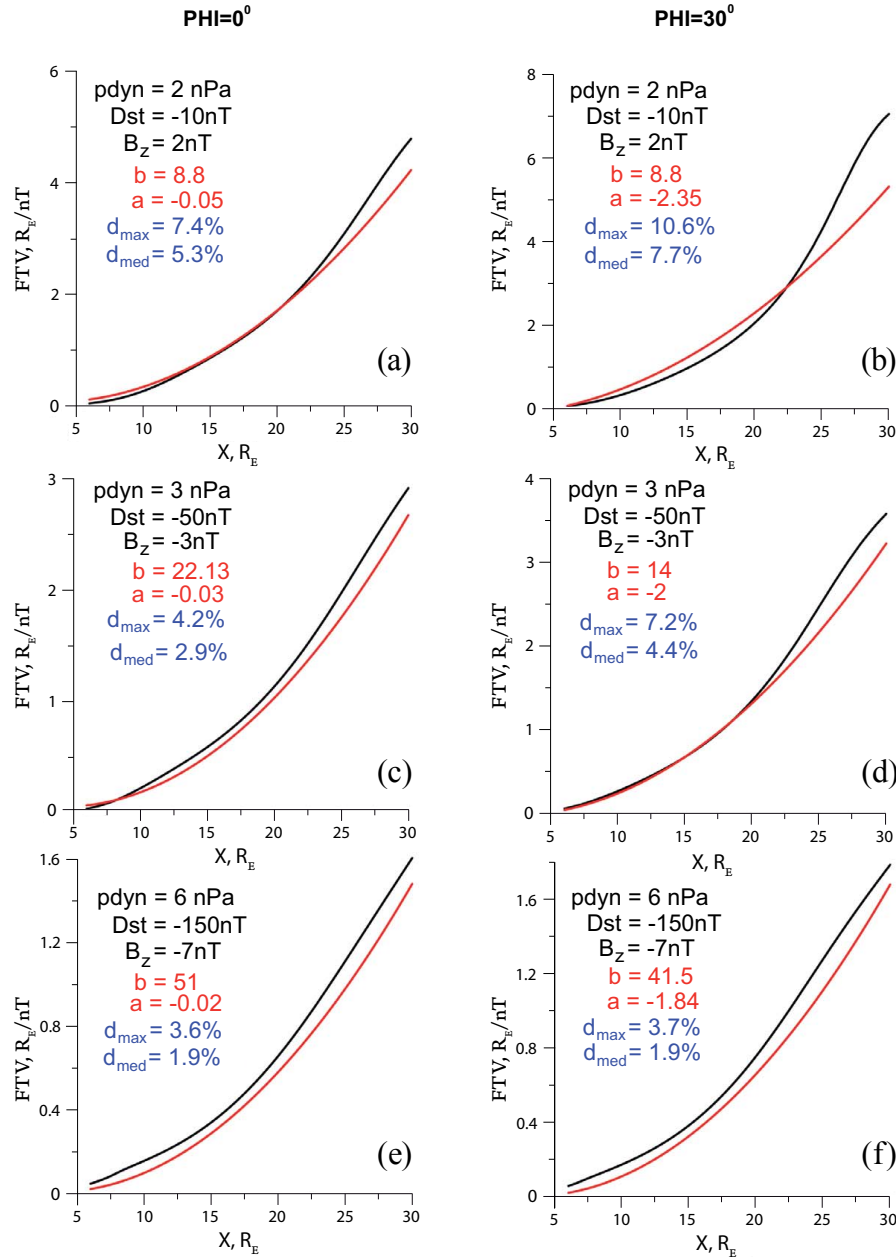 PHI=0⁰
PHI=30⁰
6
4
2
0
FTV, R_E/nT
pdyn = 2 nPa
Dst = -10nT
B_z = 2nT
b = 8.8
a = -0.05
d_max = 7.4%
d_med = 5.3%
(a)
5 10 15 20 25 30
X, R_E
8
7
6
5
4
3
2
1
0
FTV, R_E/nT
pdyn = 2 nPa
Dst = -10nT
B_z = 2nT
b = 8.8
a = -2.35
d_max = 10.6%
d_med = 7.7%
(b)
5 10 15 20 25 30
X, R_E
3
2
1
0
FTV, R_E/nT
pdyn = 3 nPa
Dst = -50nT
B_z = -3nT
b = 22.13
a = -0.03
d_max = 4.2%
d_med = 2.9%
(c)
5 10 15 20 25 30
X, R_E
4
3
2
1
0
FTV, R_E/nT
pdyn = 3 nPa
Dst = -50nT
B_z = -3nT
b = 14
a = -2
d_max = 7.2%
d_med = 4.4%
(d)
5 10 15 20 25 30
X, R_E
1.6
1.2
0.8
0.4
0
FTV, R_E/nT
pdyn = 6 nPa
Dst = -150nT
B_z = -7nT
b = 51
a = -0.02
d_max = 3.6%
d_med = 1.9%
(e)
5 10 15 20 25 30
X, R_E
1.6
1.2
0.8
0.4
0
FTV, R_E/nT
pdyn = 6 nPa
Dst = -150nT
B_z = -7nT
b = 41.5
a = -1.84
d_max = 3.7%
d_med = 1.9%
(f)
5 10 15 20 25 30
X, R_E